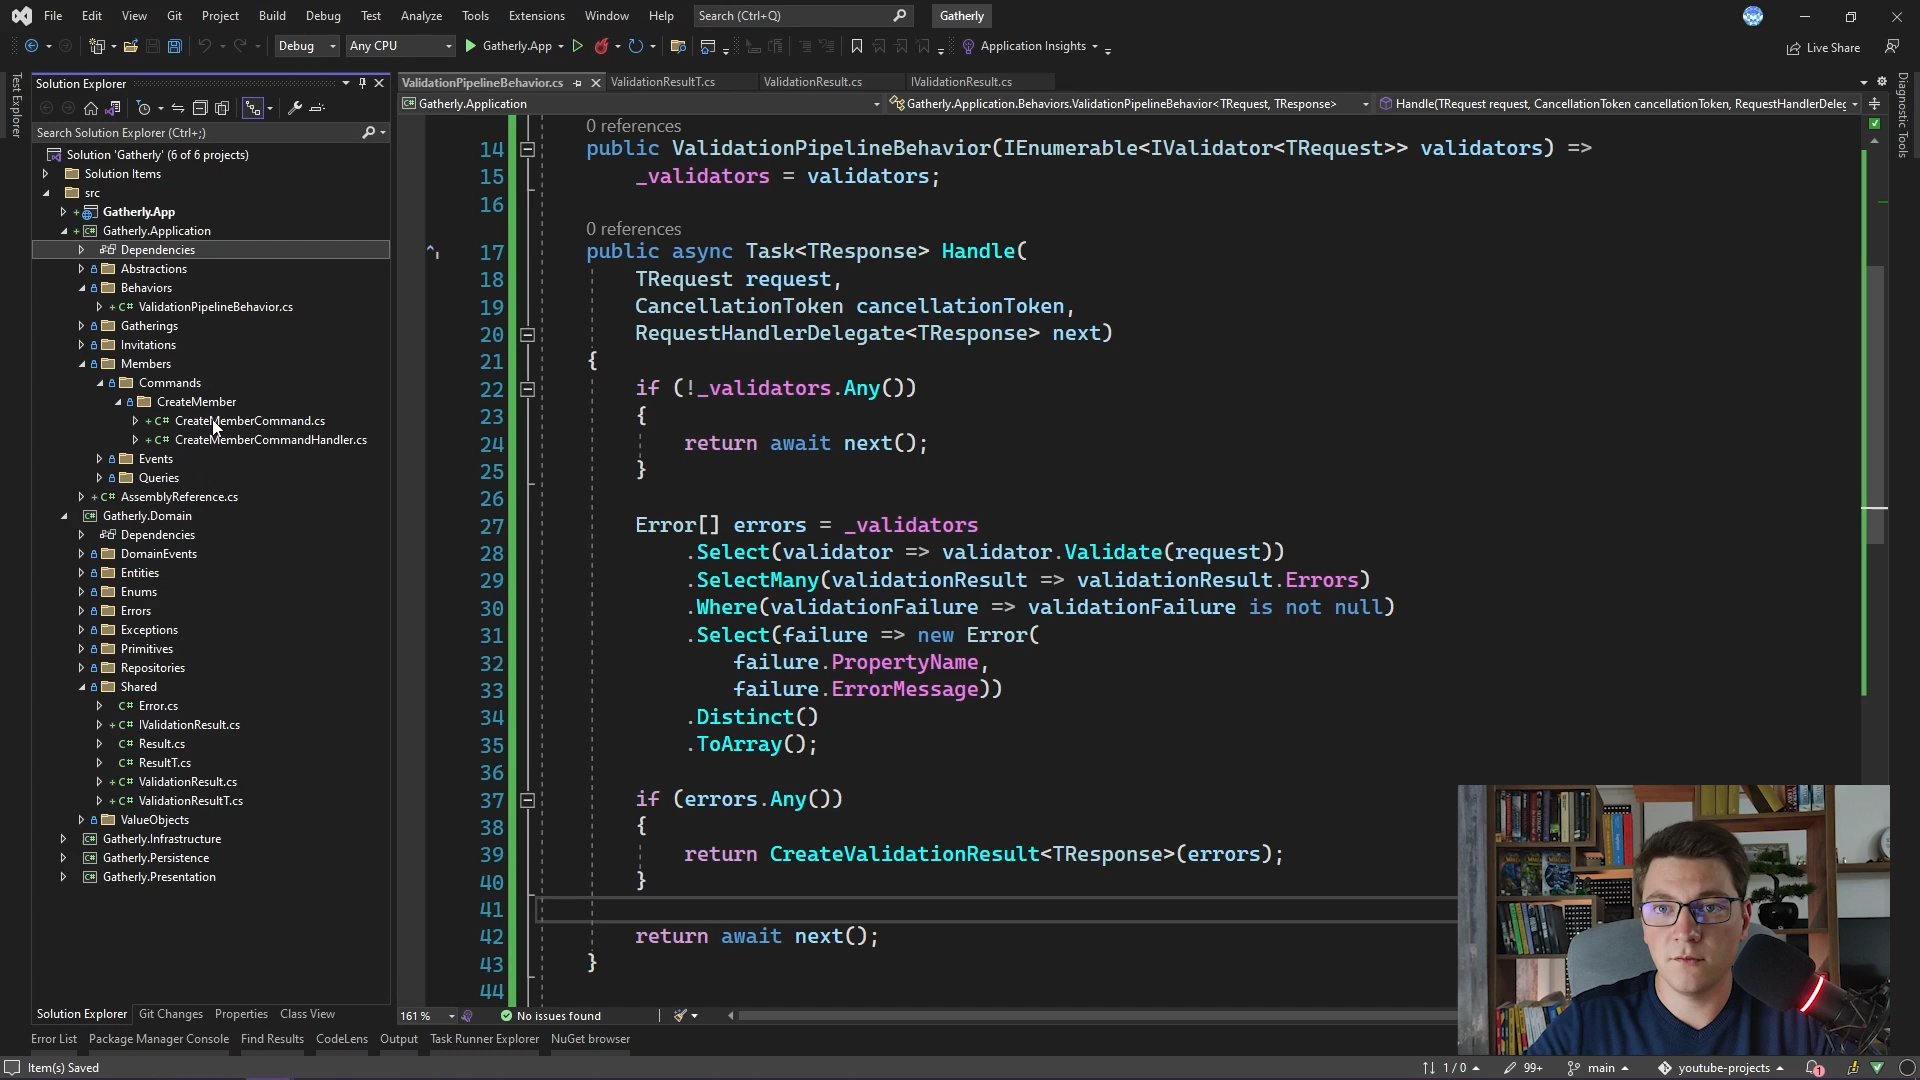 File Edit View Git Project Build Debug Test Analyze Tools Extensions Window Help Search (Ctrl+Q) Gatherly
Debug Any CPU Gatherly.App Application Insights Live Share
Test Explorer
Solution Explorer
Search Solution Explorer (Ctrl+;)
Solution 'Gatherly' (6 of 6 projects)
Solution Items
src
Gatherly.App
Gatherly.Application
Dependencies
Abstractions
Behaviors
ValidationPipelineBehavior.cs
Gatherings
Invitations
Members
Commands
CreateMember
CreateMemberCommand.cs
CreateMemberCommandHandler.cs
Events
Queries
AssemblyReference.cs
Gatherly.Domain
Dependencies
DomainEvents
Entities
Enums
Errors
Exceptions
Primitives
Repositories
Shared
Error.cs
IValidationResult.cs
Result.cs
ResultT.cs
ValidationResult.cs
ValidationResultT.cs
ValueObjects
Gatherly.Infrastructure
Gatherly.Persistence
Gatherly.Presentation
Solution Explorer Git Changes Properties Class View
ValidationPipelineBehavior.cs ValidationResultT.cs ValidationResult.cs IValidationResult.cs
Gatherly.Application Gatherly.Application.Behaviors.ValidationPipelineBehavior<TRequest, TResponse> Handle(TRequest request, CancellationToken cancellationToken, RequestHandlerDeleg
0 references
14 public ValidationPipelineBehavior(IEnumerable<IValidator<TRequest>> validators) =>
15 _validators = validators;
16
0 references
17 public async Task<TResponse> Handle(
18 TRequest request,
19 CancellationToken cancellationToken,
20 RequestHandlerDelegate<TResponse> next)
21 {
22 if (!_validators.Any())
23 {
24 return await next();
25 }
26
27 Error[] errors = _validators
28 .Select(validator => validator.Validate(request))
29 .SelectMany(validationResult => validationResult.Errors)
30 .Where(validationFailure => validationFailure is not null)
31 .Select(failure => new Error(
32 failure.PropertyName,
33 failure.ErrorMessage))
34 .Distinct()
35 .ToArray();
36
37 if (errors.Any())
38 {
39 return CreateValidationResult<TResponse>(errors);
40 }
41
42 return await next();
43 }
44
161 % No issues found
Diagnostic Tools
Error List Package Manager Console Find Results CodeLens Output Task Runner Explorer NuGet browser
Item(s) Saved 1 / 0 99+ main youtube-projects 1